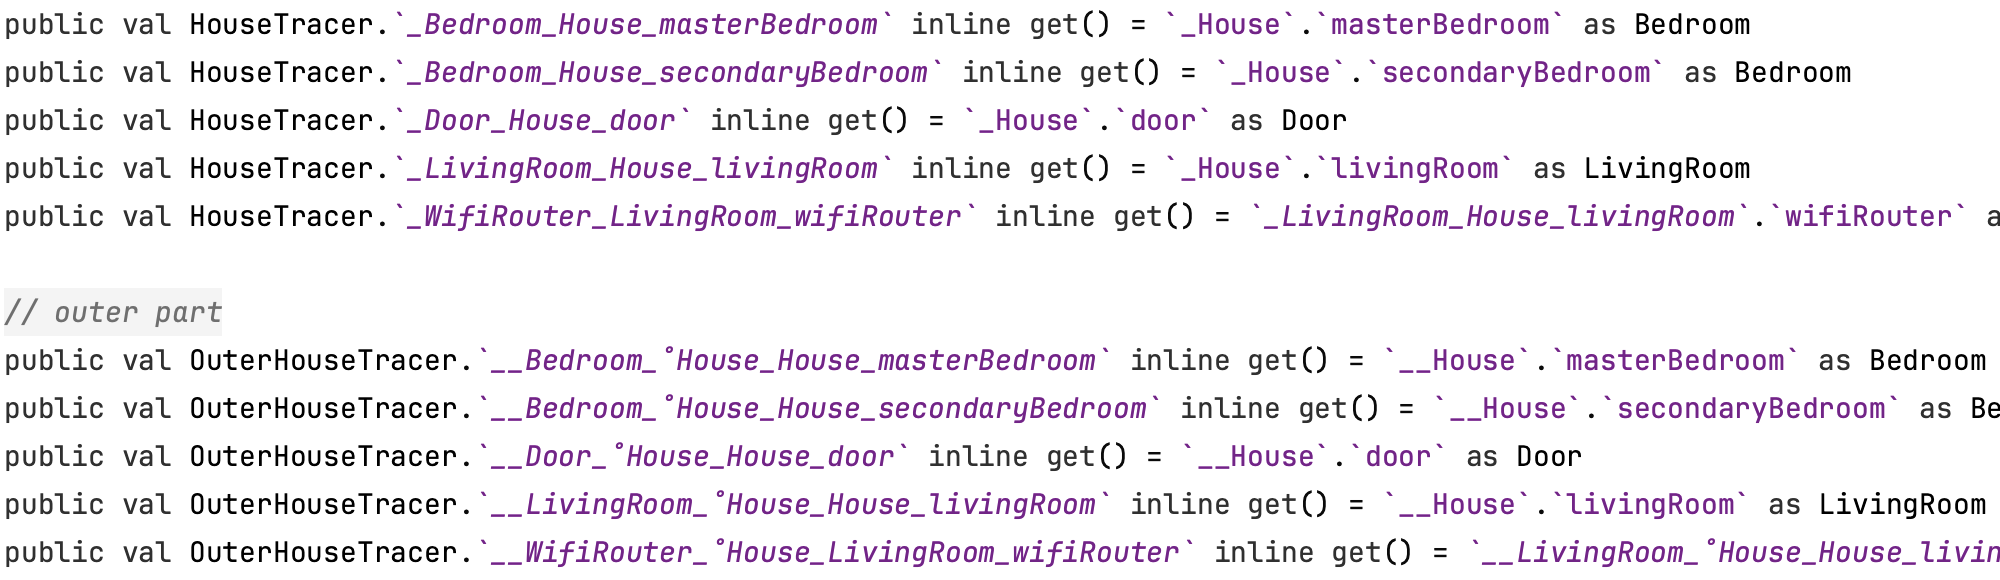 public val HouseTracer.`_Bedroom_House_masterBedroom` inline get() = `_House`.`masterBedroom` as Bedroom
public val HouseTracer.`_Bedroom_House_secondaryBedroom` inline get() = `_House`.`secondaryBedroom` as Bedroom
public val HouseTracer.`_Door_House_door` inline get() = `_House`.`door` as Door
public val HouseTracer.`_LivingRoom_House_livingRoom` inline get() = `_House`.`livingRoom` as LivingRoom
public val HouseTracer.`_WifiRouter_LivingRoom_wifiRouter` inline get() = `_LivingRoom_House_livingRoom`.`wifiRouter` a
// outer part
public val OuterHouseTracer.`__Bedroom_˚House_House_masterBedroom` inline get() = `__House`.`masterBedroom` as Bedroom
public val OuterHouseTracer.`__Bedroom_˚House_House_secondaryBedroom` inline get() = `__House`.`secondaryBedroom` as Be
public val OuterHouseTracer.`__Door_˚House_House_door` inline get() = `__House`.`door` as Door
public val OuterHouseTracer.`__LivingRoom_˚House_House_livingRoom` inline get() = `__House`.`livingRoom` as LivingRoom
public val OuterHouseTracer.`__WifiRouter_˚House_LivingRoom_wifiRouter` inline get() = `__LivingRoom_˚House_House_livin